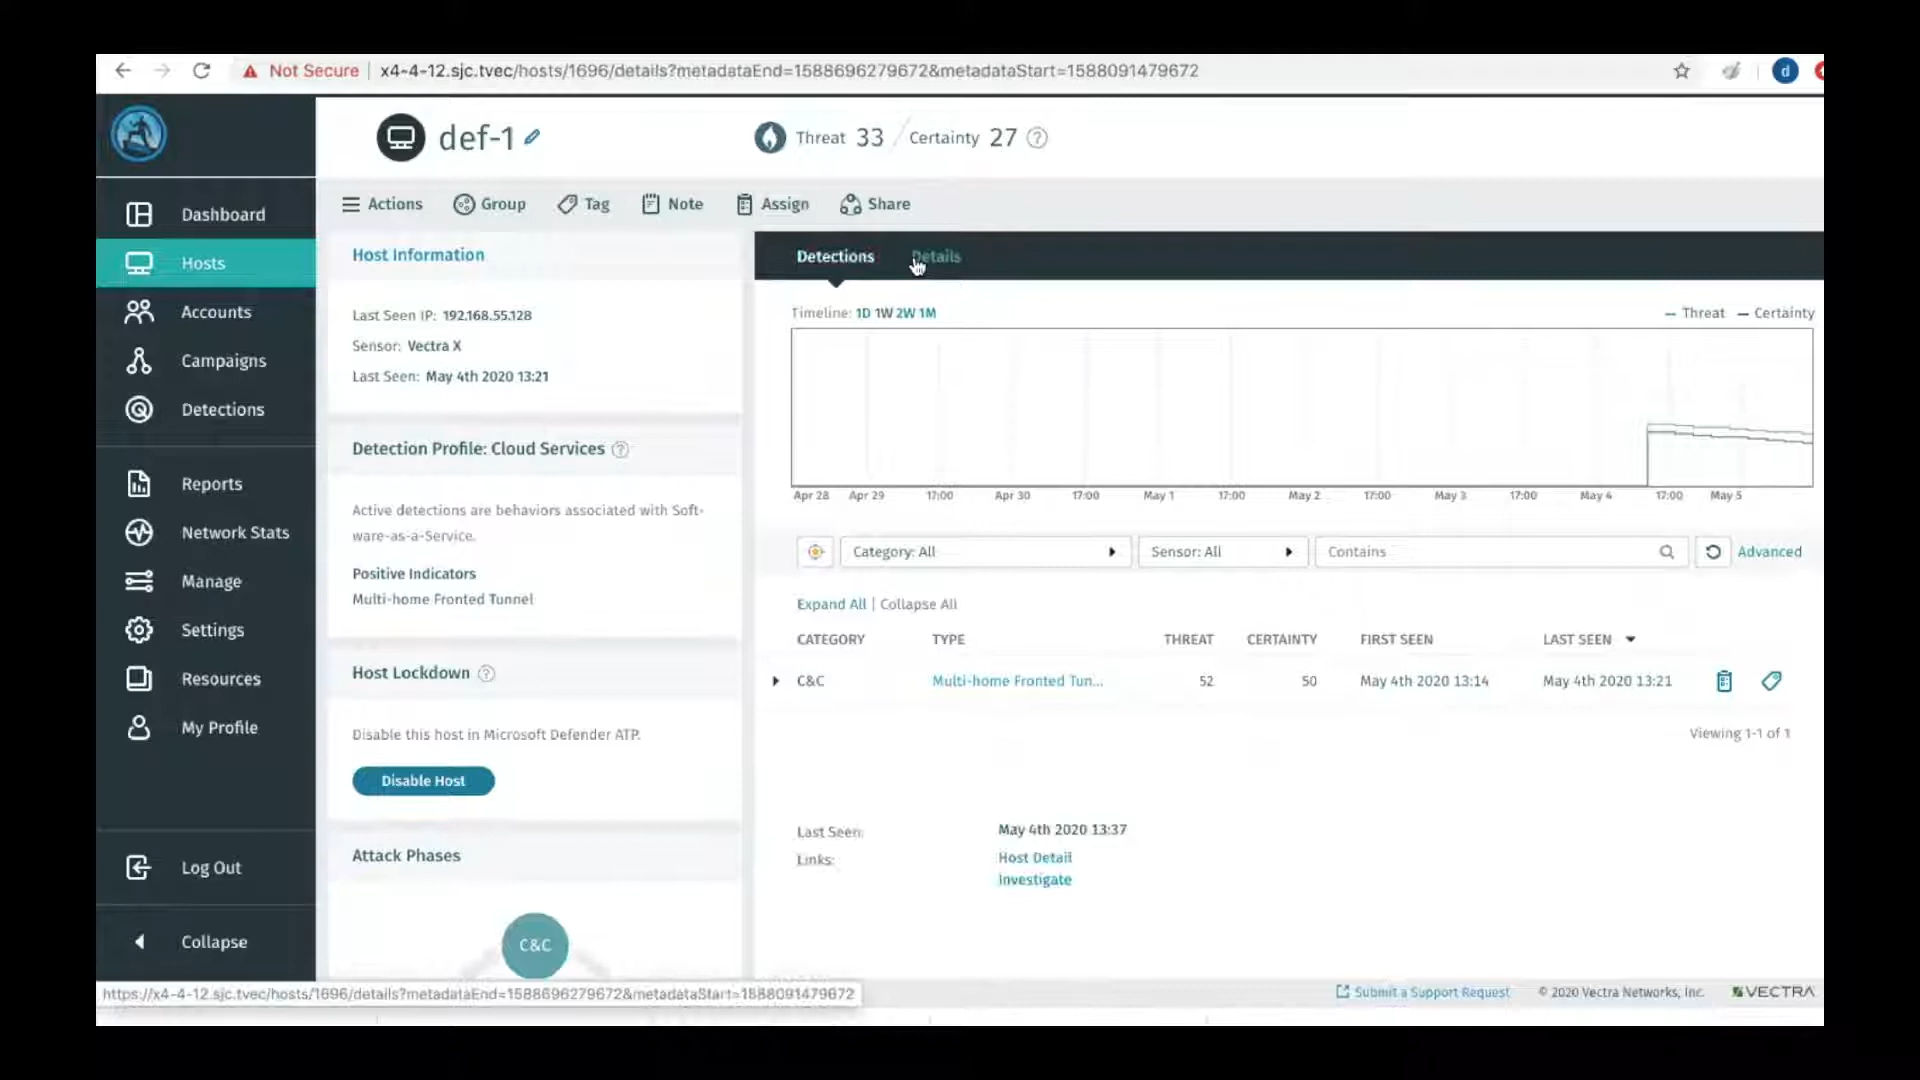 Not Secure | x4-4-12.sjc.tvec/hosts/1696/details?metadataEnd=1588696279672&metadataStart=1588091479672
d
def-1
Threat 33 / Certainty 27 ?
Actions Group Tag Note Assign Share
Dashboard
Hosts
Accounts
Campaigns
Detections
Reports
Network Stats
Manage
Settings
Resources
My Profile
Log Out
Collapse
Host Information
Last Seen IP: 192.168.55.128
Sensor: Vectra X
Last Seen: May 4th 2020 13:21
Detection Profile: Cloud Services ?
Active detections are behaviors associated with Soft-
ware-as-a-Service.
Positive Indicators
Multi-home Fronted Tunnel
Host Lockdown ?
Disable this host in Microsoft Defender ATP.
Disable Host
Attack Phases
C&C
Detections Details
Timeline: 1D 1W 2W 1M
Threat Certainty
Apr 28 Apr 29 17:00 Apr 30 17:00 May 1 17:00 May 2 17:00 May 3 17:00 May 4 17:00 May 5
Category: All Sensor: All Contains Advanced
Expand All | Collapse All
CATEGORY TYPE THREAT CERTAINTY FIRST SEEN LAST SEEN
C&C Multi-home Fronted Tun... 52 50 May 4th 2020 13:14 May 4th 2020 13:21
Viewing 1-1 of 1
Last Seen: May 4th 2020 13:37
Links: Host Detail
Investigate
https://x4-4-12.sjc.tvec/hosts/1696/details?metadataEnd=1588696279672&metadataStart=1588091479672
Submit a Support Request © 2020 Vectra Networks, Inc. VECTRA